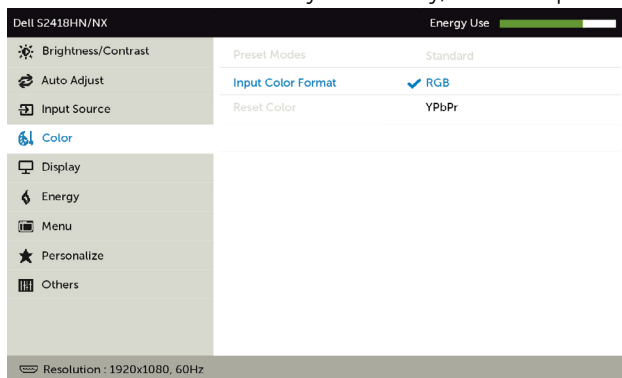 Dell S2418HN/NX
Energy Use
Brightness/Contrast
Auto Adjust
Input Source
Color
Display
Energy
Menu
Personalize
Others
Preset Modes
Standard
Input Color Format
RGB
Reset Color
YPbPr
Resolution : 1920x1080, 60Hz